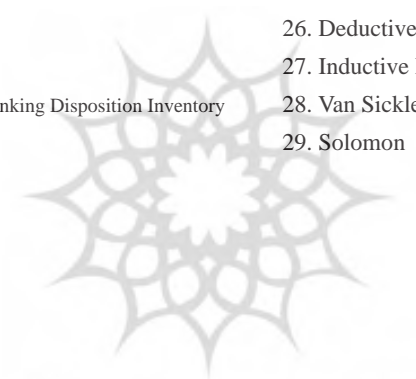 nking Disposition Inventory
26. Deductive
27. Inductive
28. Van Sickle
29. Solomon